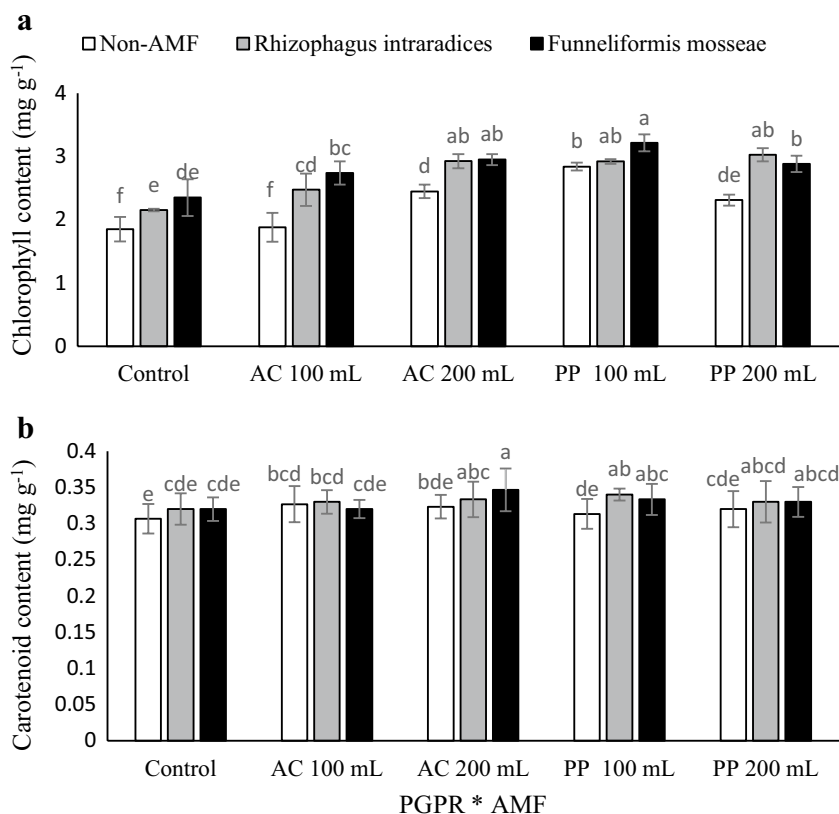 a
Non-AMF Rhizophagus intraradices Funneliformis mosseae
Chlorophyll content (mg g-1)
4
3
2
1
0
f e de f cd bc d ab ab b ab a de ab b
Control AC 100 mL AC 200 mL PP 100 mL PP 200 mL
b
Carotenoid content (mg g-1)
0.4
0.35
0.3
0.25
0.2
0.15
0.1
0.05
0
e cde cde bcd bcd cde bde abc a de ab abc cde abcd abcd
Control AC 100 mL AC 200 mL PP 100 mL PP 200 mL
PGPR * AMF